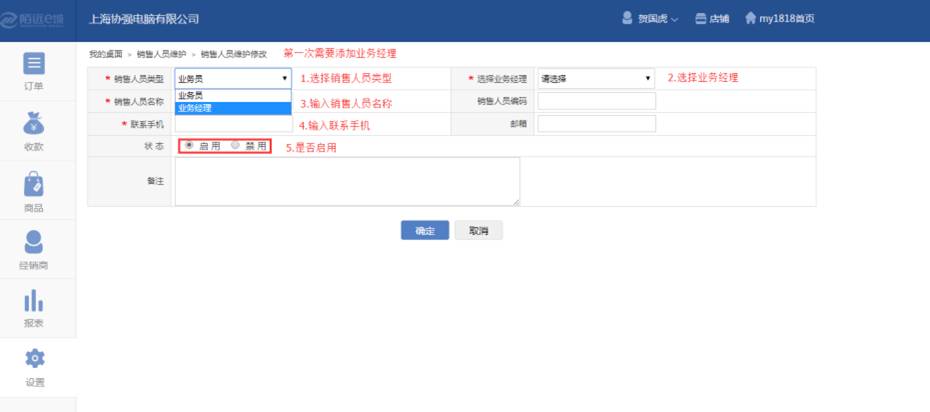 陌远e城 上海协强电脑有限公司 贺国虎 店铺 my1818首页
我的桌面 > 销售人员维护 > 销售人员维护修改 第一次需要添加业务经理
* 销售人员类型 业务员 1.选择销售人员类型 * 选择业务经理 请选择 2.选择业务经理
业务员
* 销售人员名称 业务经理 3.输入销售人员名称 销售人员编码
* 联系手机 4.输入联系手机 邮箱
状 态 启 用 禁 用 5.是否启用
备注
确定 取消
订单
收款
商品
经销商
报表
设置